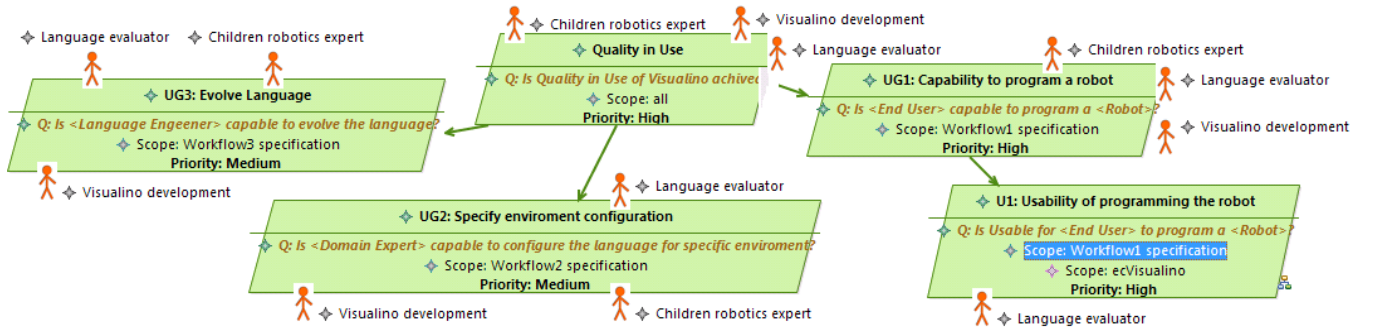 Children robotics expert
Visualino development
Language evaluator
Children robotics expert
Quality in Use
Language evaluator
Children robotics expert
Q: Is Quality in Use of Visualino achived
Scope: all
Priority: High
UG3: Evolve Language
Q: Is <Language Engeener> capable to evolve the language?
Scope: Workflow3 specification
Priority: Medium
Visualino development
UG1: Capability to program a robot
Language evaluator
Q: Is <End User> capable to program a <Robot>?
Scope: Workflow1 specification
Visualino development
Priority: High
Language evaluator
UG2: Specify enviroment configuration
Q: Is <Domain Expert> capable to configure the language for specific enviroment?
Scope: Workflow2 specification
Priority: Medium
Visualino development
Children robotics expert
U1: Usability of programming the robot
Q: Is Usable for <End User> to program a <Robot>?
Scope: Workflow1 specification
Scope: ecVisualino
Priority: High
Language evaluator